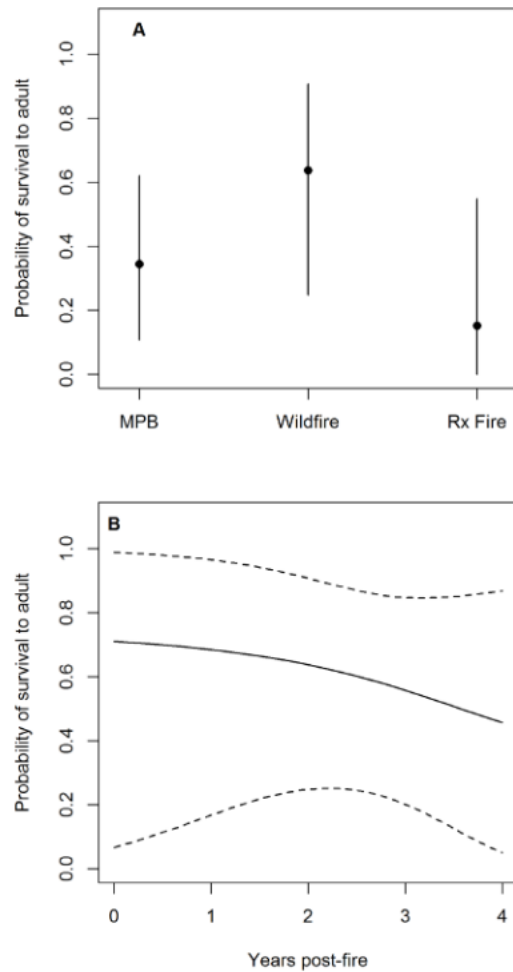 A
Probability of survival to adult
1.0
0.8
0.6
0.4
0.2
0.0
MPB Wildfire Rx Fire
B
Probability of survival to adult
1.0
0.8
0.6
0.4
0.2
0.0
0 1 2 3 4
Years post-fire